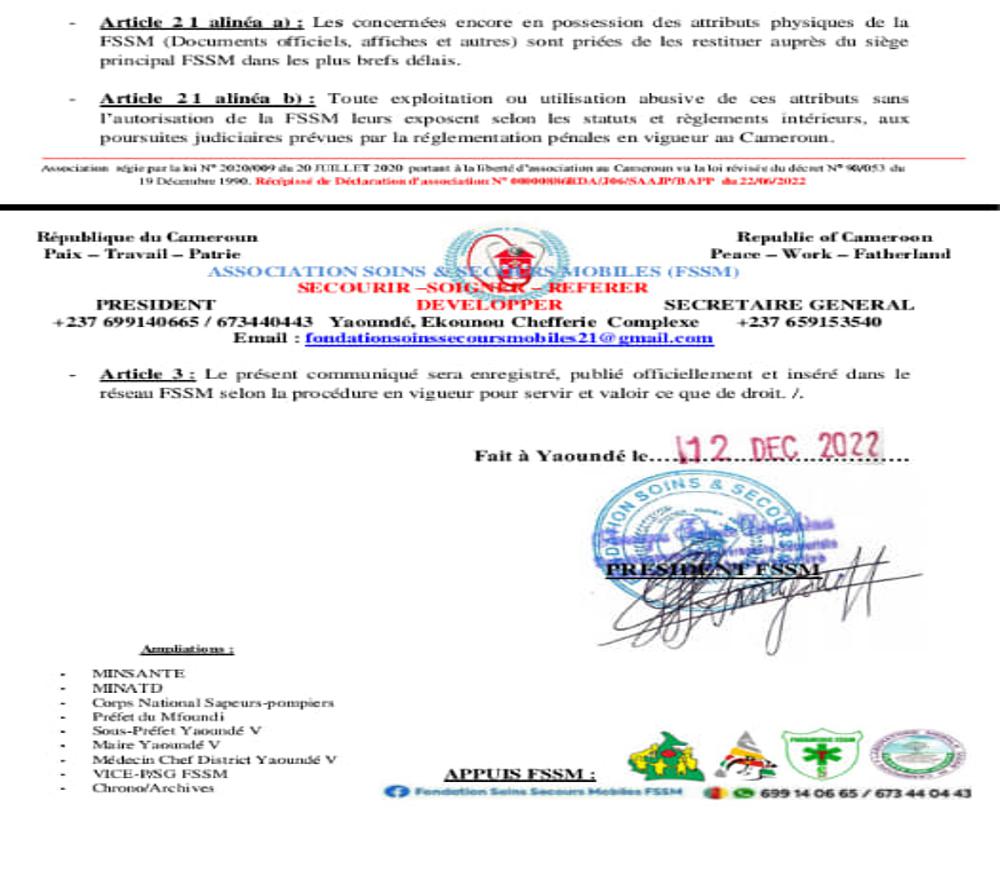 - Article 21 alinéa a) : Les concernées encore en possession des attributs physiques de la
FSSM (Documents officiels, affiches et autres) sont priées de les restituer auprès du siège
principal FSSM dans les plus brefs délais.
- Article 21 alinéa b) : Toute exploitation ou utilisation abusive de ces attributs sans
l'autorisation de la FSSM leurs exposent selon les statuts et règlements intérieurs, aux
poursuites judiciaires prévues par la réglementation pénales en vigueur au Cameroun.
Association régie par la loi N° 2020/009 du 20 JUILLET 2020 portant à la liberté d'association au Cameroun vu la loi révisée du décret N° 90/053 du
19 Décembre 1990. Récépissé de Déclaration d'association N° du 22/06/2022
République du Cameroun Republic of Cameroon
Paix – Travail – Patrie Peace – Work – Fatherland
ASSOCIATION SOINS & SECOURS MOBILES (FSSM)
SECOURIR –SOIGNER – REFERER
PRESIDENT DEVELOPPER SECRETAIRE GENERAL
+237 699140665 / 673440443 Yaoundé, Ekounou Chefferie Complexe +237 659153540
Email : fondationsoinssecoursmobiles21@gmail.com
- Article 3 : Le présent communiqué sera enregistré, publié officiellement et inséré dans le
réseau FSSM selon la procédure en vigueur pour servir et valoir ce que de droit. /.
Fait à Yaoundé le....12 DEC 2022....
DATION SOINS & SECOURS
PRESIDENT FSSM
Ampliations :
- MINSANTE
- MINATD
- Corps National Sapeurs-pompiers
- Préfet du Mfoundi
- Sous-Préfet Yaoundé V
- Maire Yaoundé V
- Médecin Chef District Yaoundé V
- VICE-P/SG FSSM
- Chrono/Archives
APPUIS FSSM :
Fondation Soins Secours Mobiles FSSM 699 14 06 65 / 673 44 04 43